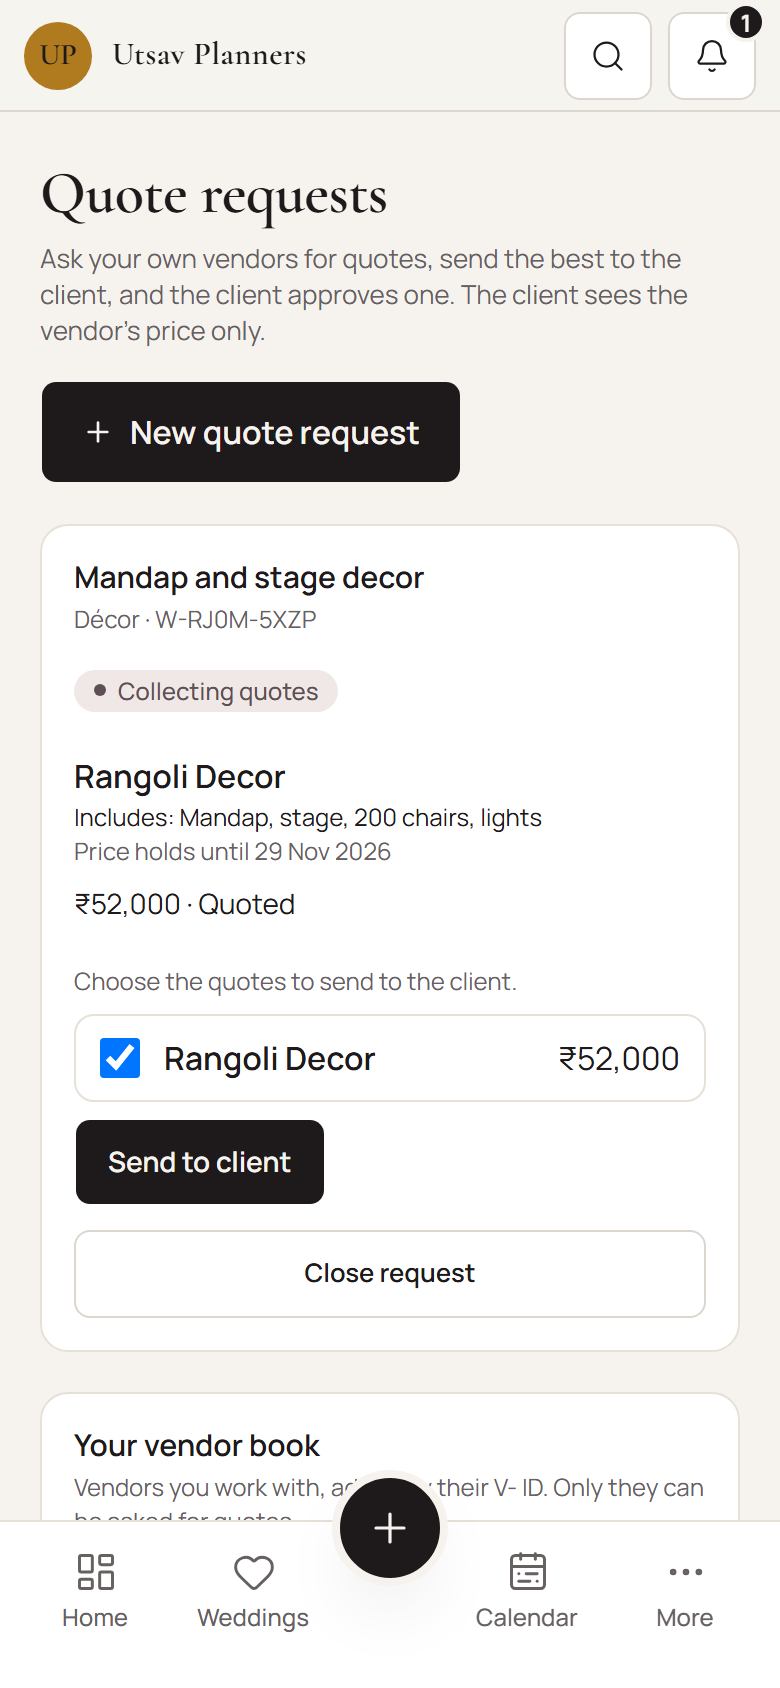 UP Utsav Planners
1
Quote requests
Ask your own vendors for quotes, send the best to the
client, and the client approves one. The client sees the
vendor's price only.
+ New quote request
Mandap and stage decor
Décor · W-RJ0M-5XZP
Collecting quotes
Rangoli Decor
Includes: Mandap, stage, 200 chairs, lights
Price holds until 29 Nov 2026
₹52,000 · Quoted
Choose the quotes to send to the client.
Rangoli Decor ₹52,000
Send to client
Close request
Your vendor book
Vendors you work with, their V- ID. Only they can
be asked for quotes.
Home Weddings Calendar More